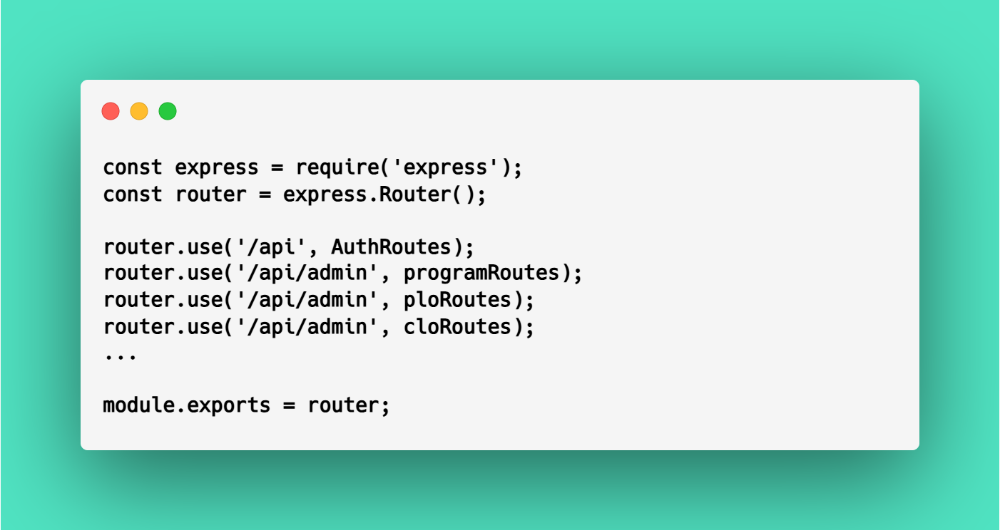 const express = require('express');
const router = express.Router();
router.use('/api', AuthRoutes);
router.use('/api/admin', programRoutes);
router.use('/api/admin', ploRoutes);
router.use('/api/admin', cloRoutes);
...
module.exports = router;